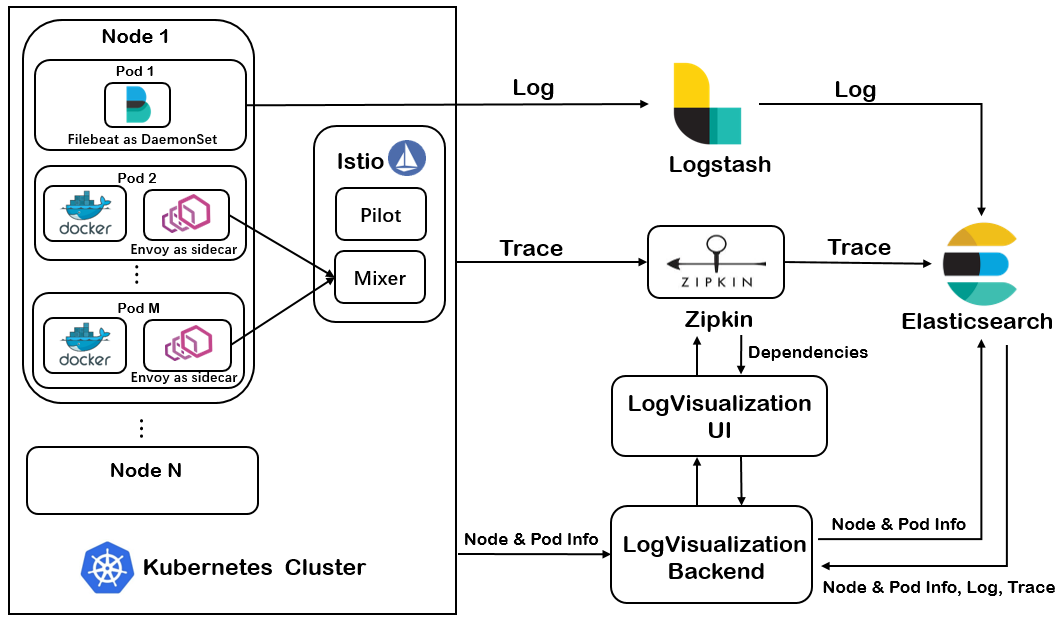 Node 1
Pod 1
Filebeat as DaemonSet
Pod 2
docker
Envoy as sidecar
Pod M
docker
Envoy as sidecar
Node N
Kubernetes Cluster
Istio
Pilot
Mixer
Log
Logstash
Log
Trace
ZIPKIN
Zipkin
Trace
Elasticsearch
Dependencies
LogVisualization
UI
Node & Pod Info
LogVisualization
Backend
Node & Pod Info
Node & Pod Info, Log, Trace